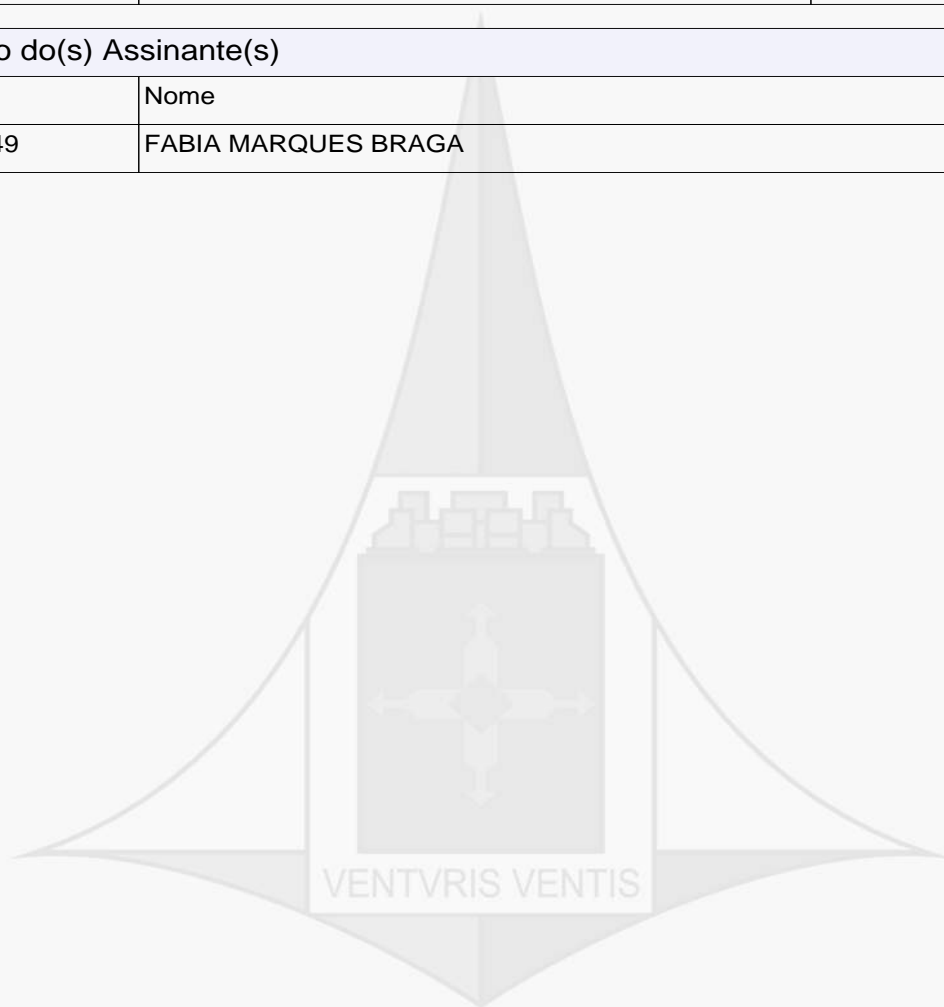 o do(s) Assinante(s)
Nome
49 FABIA MARQUES BRAGA
VENTVRIS VENTIS